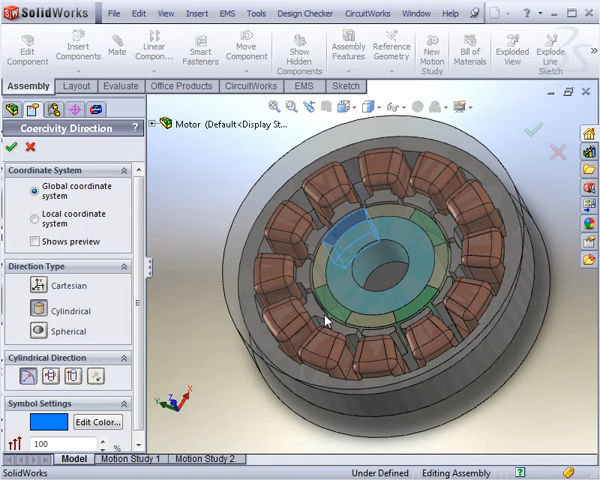 SolidWorks
File Edit View Insert EMS Tools Design Checker CircuitWorks Window Help
Edit Component
Insert Components
Mate
Linear Compon...
Smart Fasteners
Move Component
Show Hidden Components
Assembly Features
Reference Geometry
New Motion Study
Bill of Materials
Exploded View
Explode Line Sketch
Assembly Layout Evaluate Office Products CircuitWorks EMS Sketch
Coercivity Direction ?
Motor (Default<Display St...
Coordinate System
Global coordinate system
Local coordinate system
Shows preview
Direction Type
Cartesian
Cylindrical
Spherical
Cylindrical Direction
Symbol Settings
Edit Color...
100 %
X
Y
Z
Model Motion Study 1 Motion Study 2
SolidWorks Under Defined Editing Assembly ?